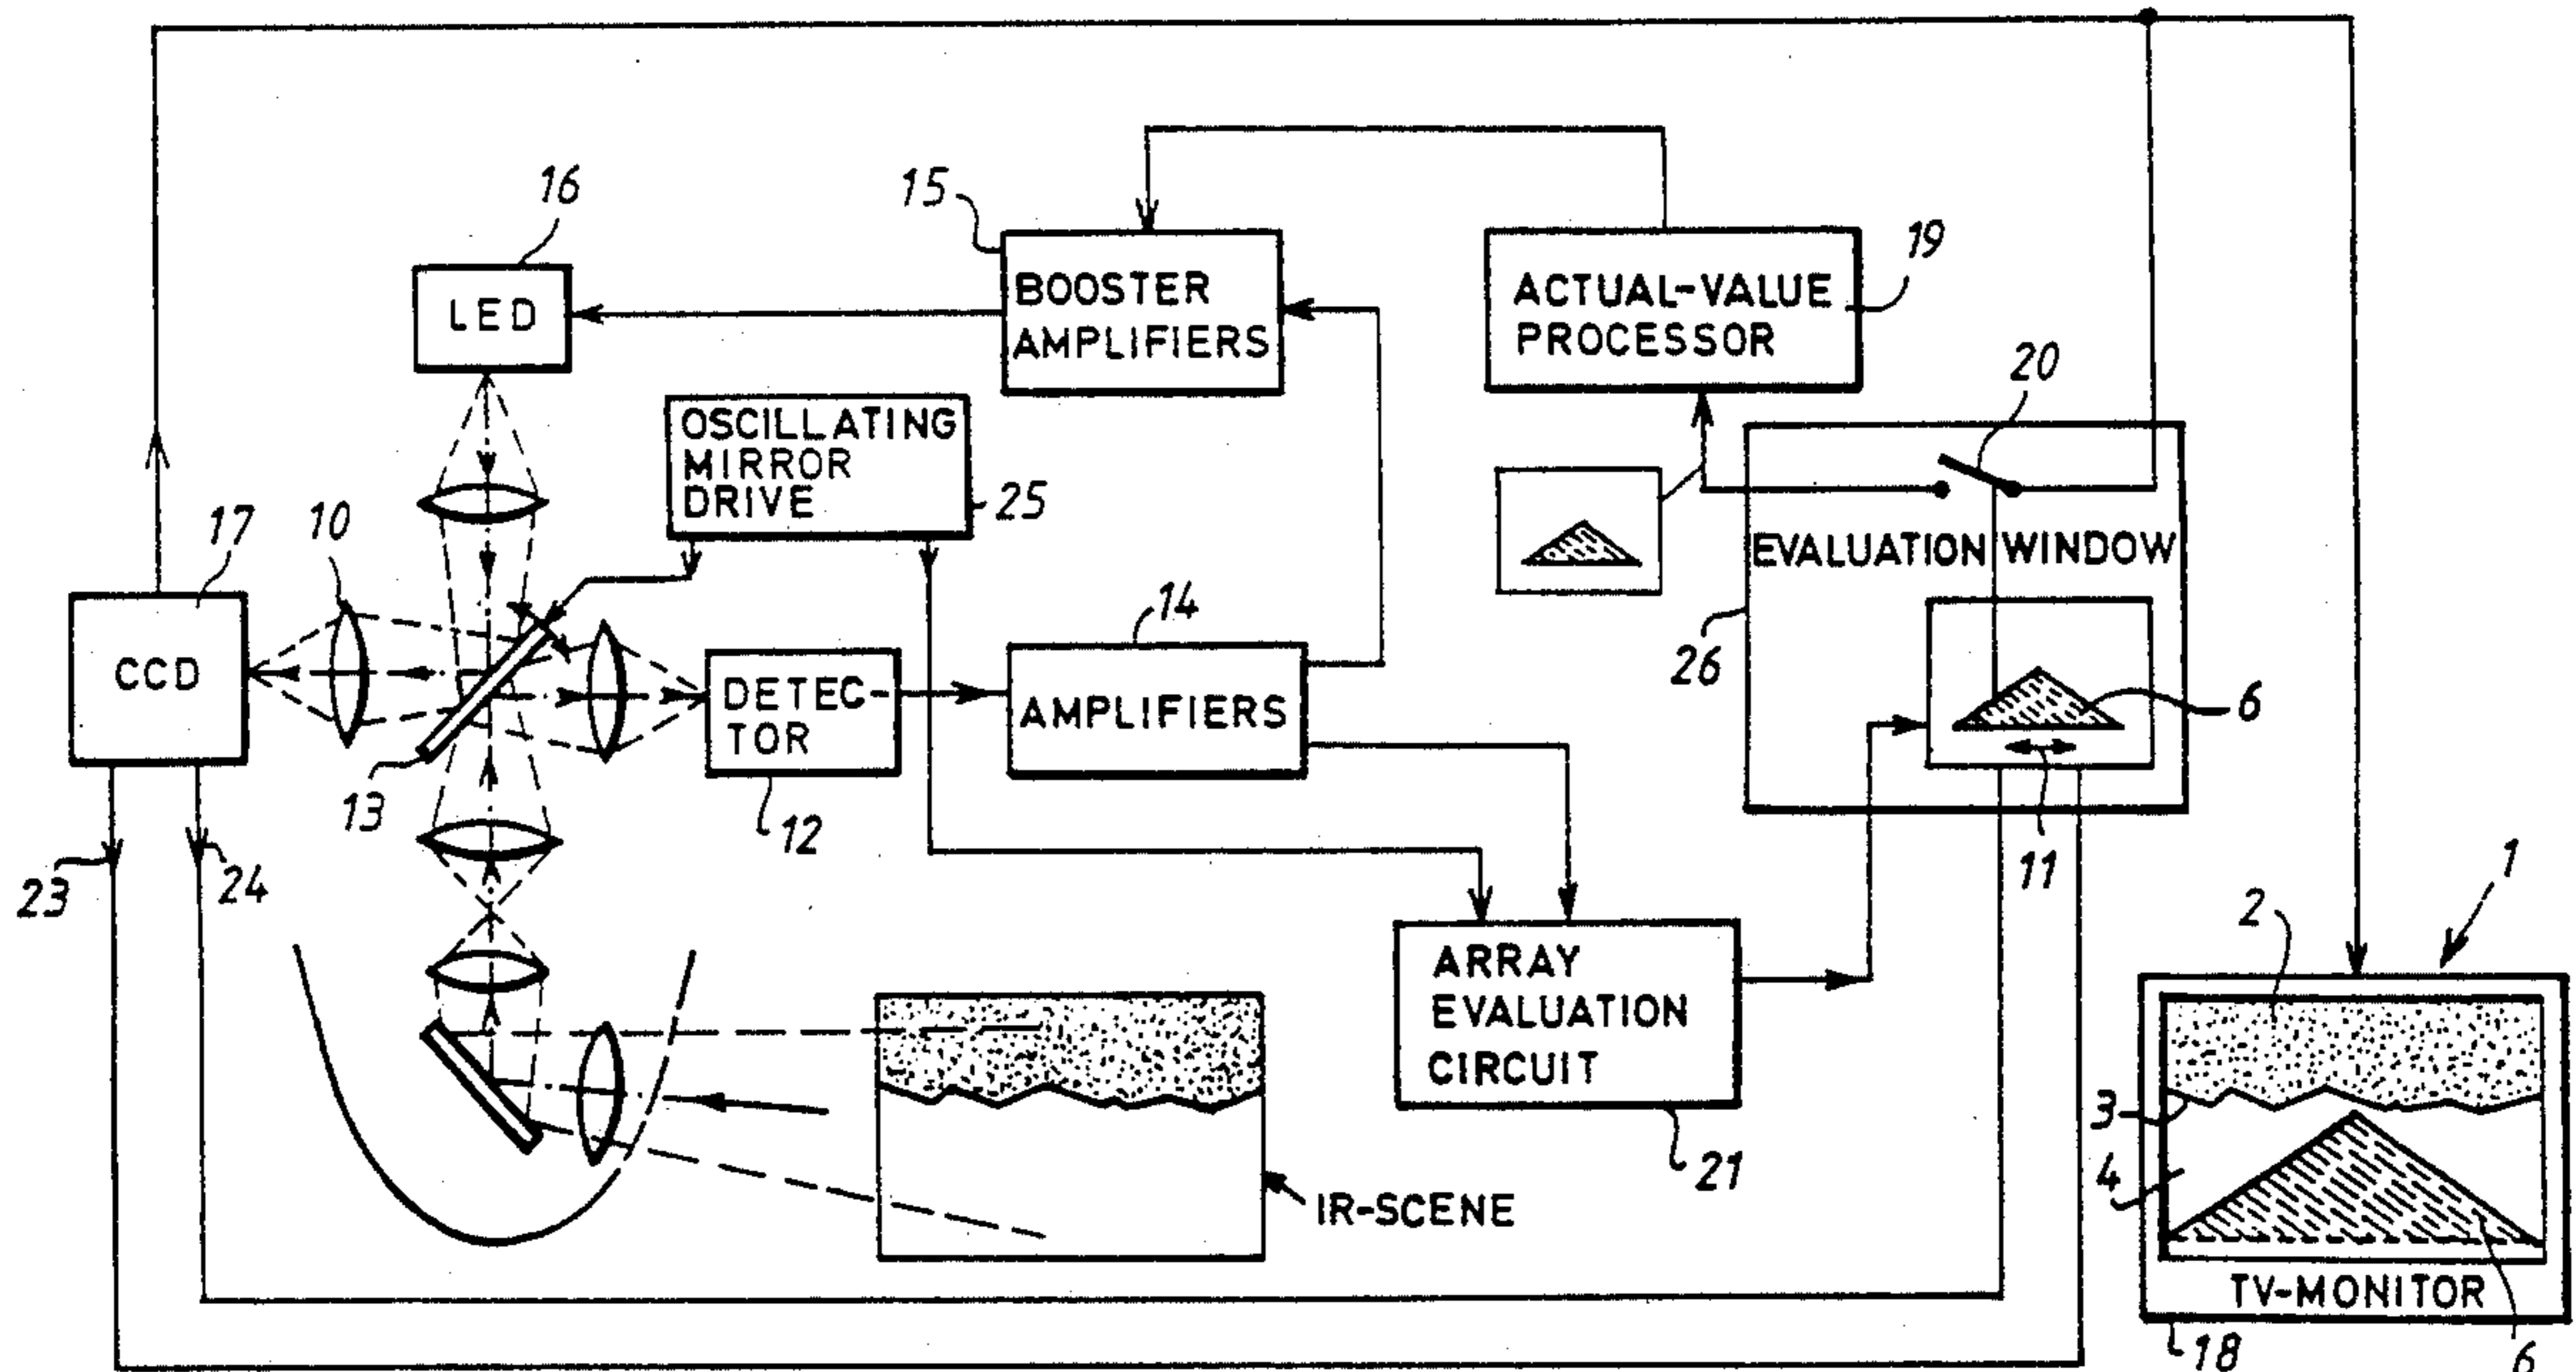 16
LED
15
BOOSTER
AMPLIFIERS
ACTUAL-VALUE
PROCESSOR
19
20
OSCILLATING
MIRROR
DRIVE
25
17
CCD
10
13
DETEC-
TOR
12
14
AMPLIFIERS
EVALUATION WINDOW
26
6
11
23
24
ARRAY
EVALUATION
CIRCUIT
21
IR-SCENE
1
2
3
4
TV-MONITOR
18
6